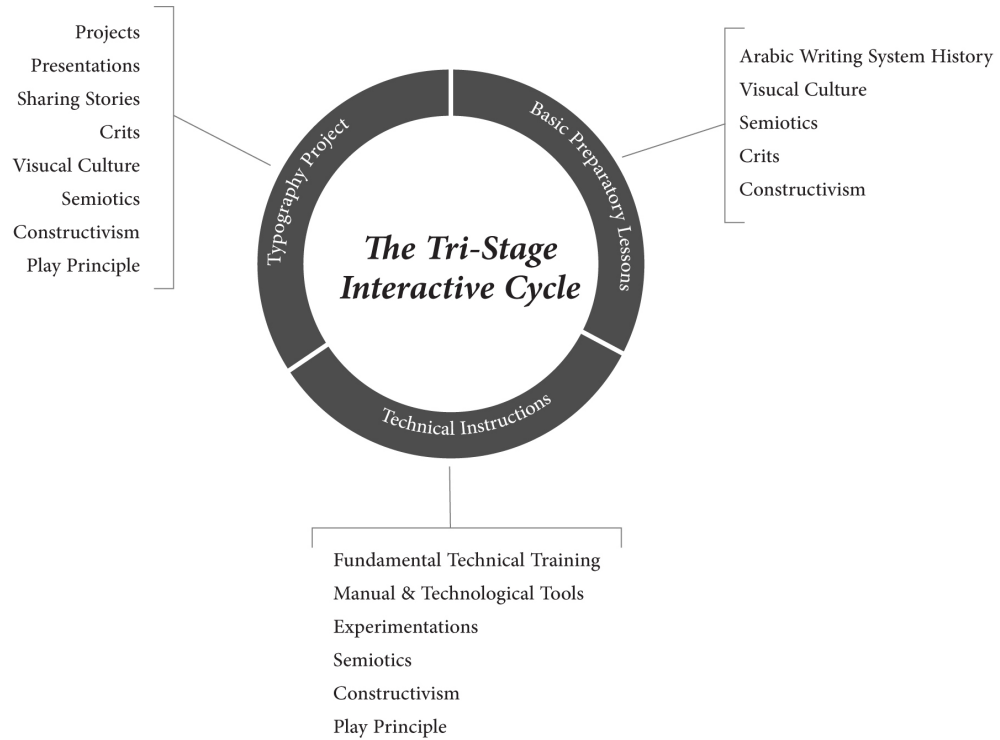 The Tri-Stage
Interactive Cycle
Basic Preparatory Lessons
Arabic Writing System History
Visucal Culture
Semiotics
Crits
Constructivism
Technical Instructions
Fundamental Technical Training
Manual & Technological Tools
Experimentations
Semiotics
Constructivism
Play Principle
Typography Project
Projects
Presentations
Sharing Stories
Crits
Visucal Culture
Semiotics
Constructivism
Play Principle